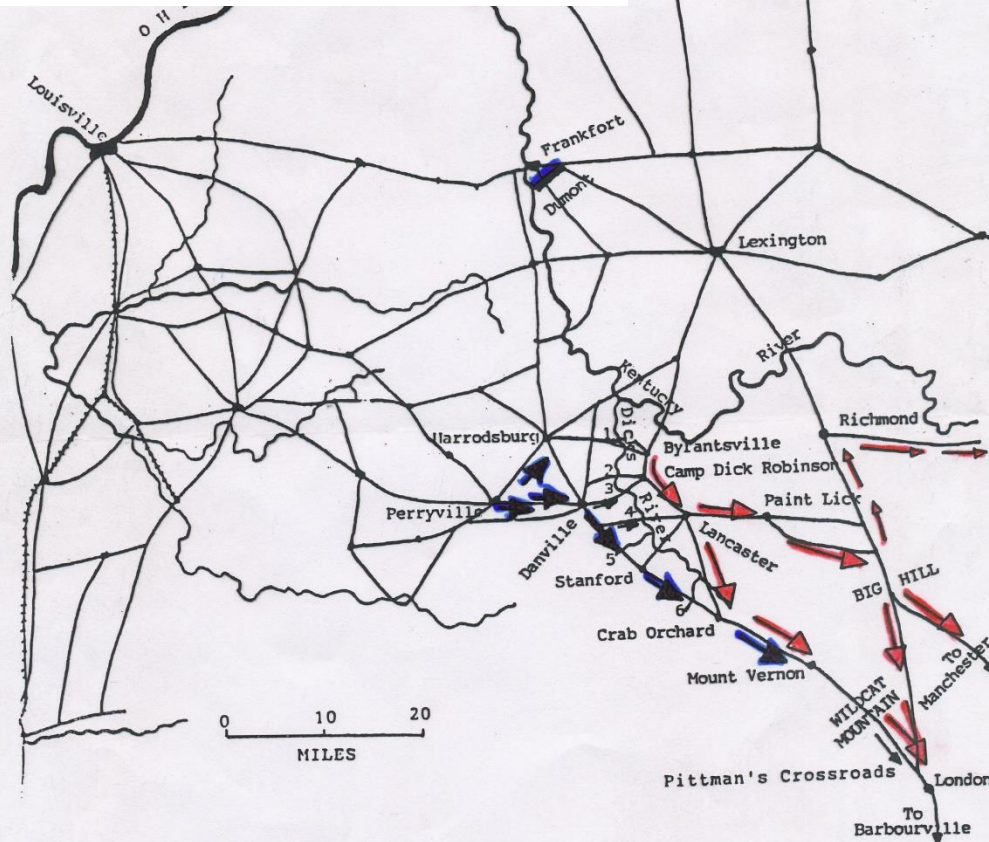 OHI
Louisville
Frankfort
Dumont
Lexington
River
Kentucky
Richmond
Harrodsburg
1
Dicks
Byrantsville
2
Camp Dick Robinson
3
Perryville
4
River
Paint Lick
Danville
Lancaster
5
Stanford
BIG HILL
6
Crab Orchard
To
Manchester
Mount Vernon
WILDCAT
MOUNTAIN
0 10 20
MILES
Pittman's Crossroads
London
To
Barbourville